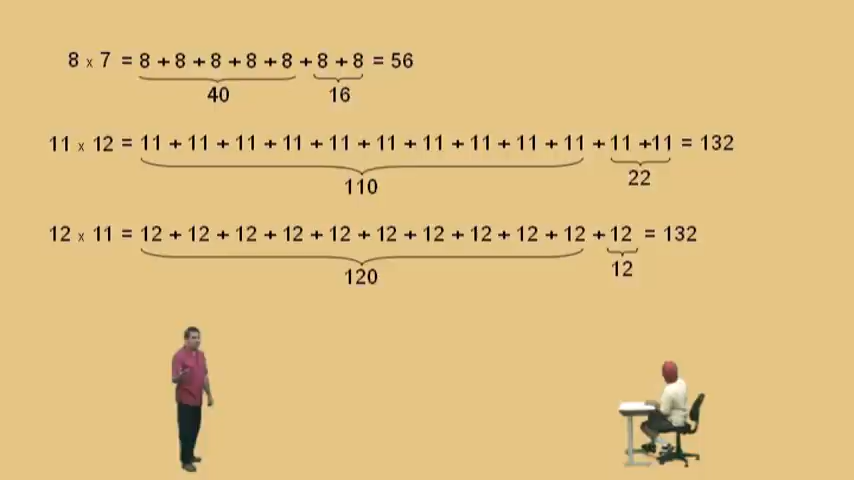 8 x 7 = 8 + 8 + 8 + 8 + 8 + 8 + 8 = 56
40 16
11 x 12 = 11 + 11 + 11 + 11 + 11 + 11 + 11 + 11 + 11 + 11 + 11 +11 = 132
110 22
12 x 11 = 12 + 12 + 12 + 12 + 12 + 12 + 12 + 12 + 12 + 12 + 12 = 132
120 12